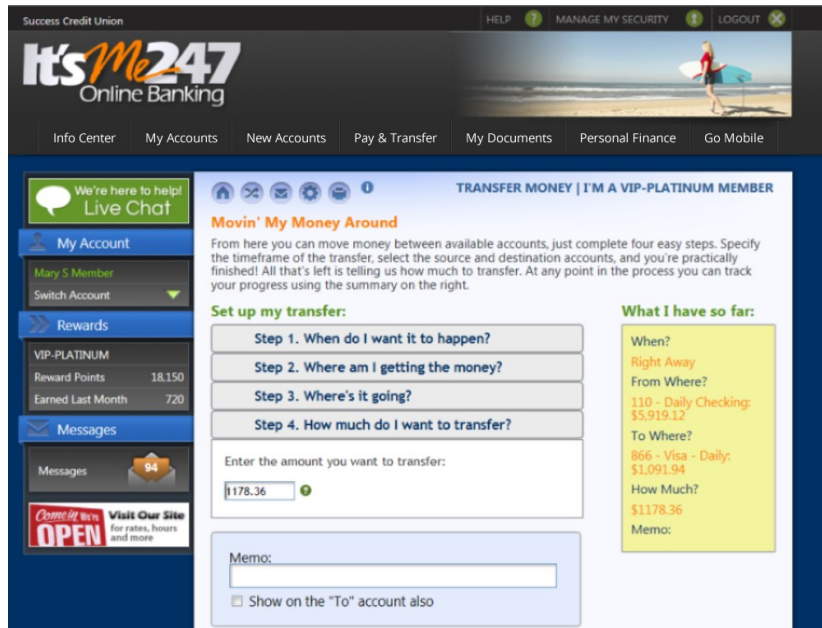 Success Credit Union
HELP
MANAGE MY SECURITY
LOGOUT
It's Me 247
Online Banking
Info Center
My Accounts
New Accounts
Pay & Transfer
My Documents
Personal Finance
Go Mobile
We're here to help!
Live Chat
My Account
Mary S Member
Switch Account
Rewards
VIP-PLATINUM
Reward Points 18,150
Earned Last Month 720
Messages
Messages 94
Come in We're
OPEN
Visit Our Site
for rates, hours
and more
TRANSFER MONEY | I'M A VIP-PLATINUM MEMBER
Movin' My Money Around
From here you can move money between available accounts, just complete four easy steps. Specify
the timeframe of the transfer, select the source and destination accounts, and you're practically
finished! All that's left is telling us how much to transfer. At any point in the process you can track
your progress using the summary on the right.
Set up my transfer:
Step 1. When do I want it to happen?
Step 2. Where am I getting the money?
Step 3. Where's it going?
Step 4. How much do I want to transfer?
Enter the amount you want to transfer:
1178.36
Memo:
Show on the "To" account also
What I have so far:
When?
Right Away
From Where?
110 - Daily Checking:
$5,919.12
To Where?
866 - Visa - Daily:
$1,091.94
How Much?
$1178.36
Memo: